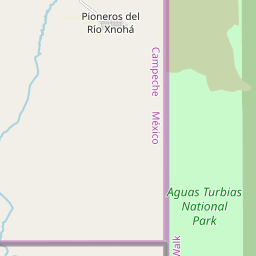 Pioneros del
Río Xnohá
Campeche
México
Aguas Turbias
National
Park
Walk